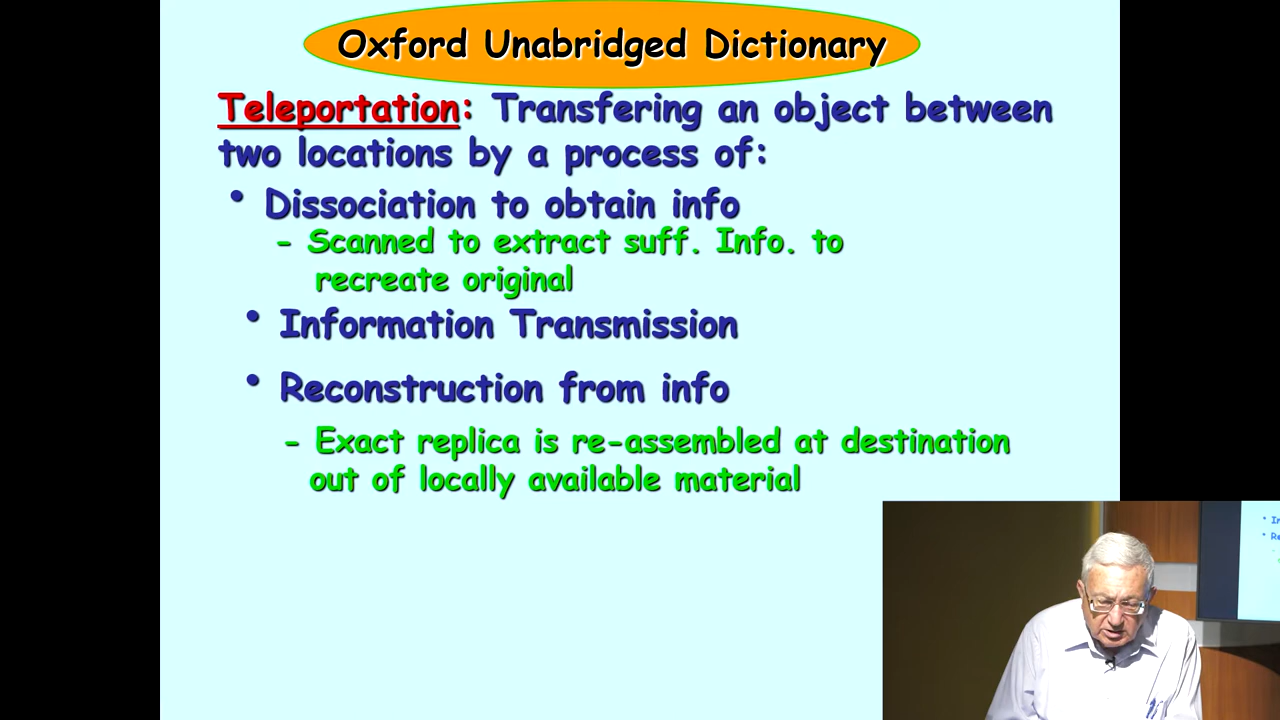 Oxford Unabridged Dictionary
Teleportation: Transfering an object between
two locations by a process of:
• Dissociation to obtain info
- Scanned to extract suff. Info. to
recreate original
• Information Transmission
• Reconstruction from info
- Exact replica is re-assembled at destination
out of locally available material
• In
• Re